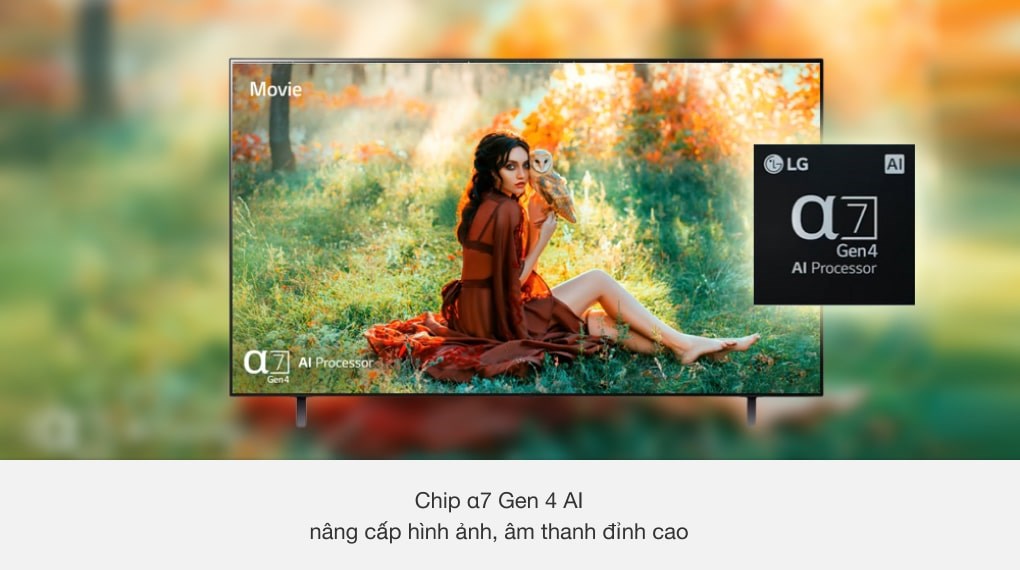 Movie
LG
AI
α7
Gen4
AI Processor
α7
Gen4
AI Processor
Chip α7 Gen 4 AI
nâng cấp hình ảnh, âm thanh đỉnh cao